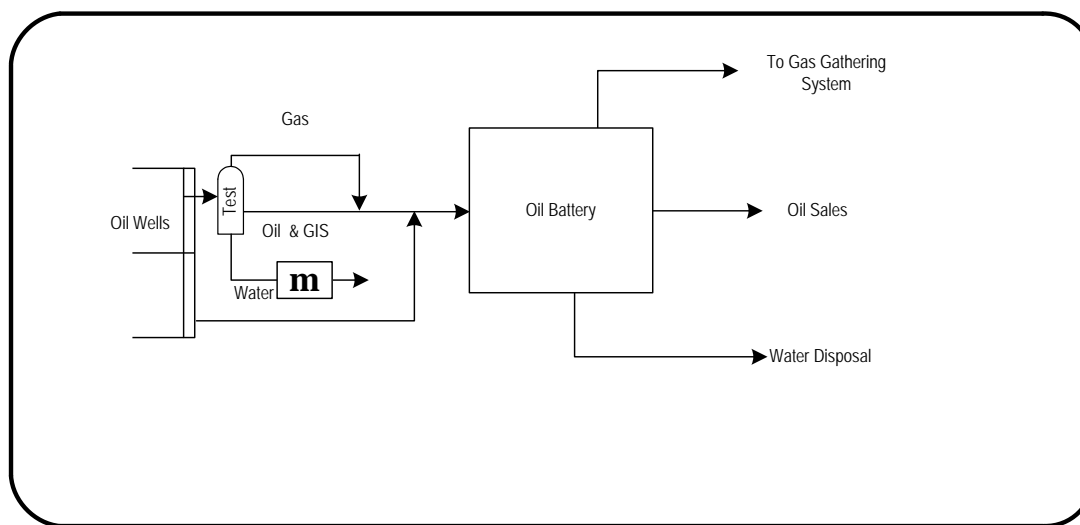 To Gas Gathering
System
Gas
Test
Oil Wells
Oil & GIS
Oil Battery
Oil Sales
m
Water
Water Disposal